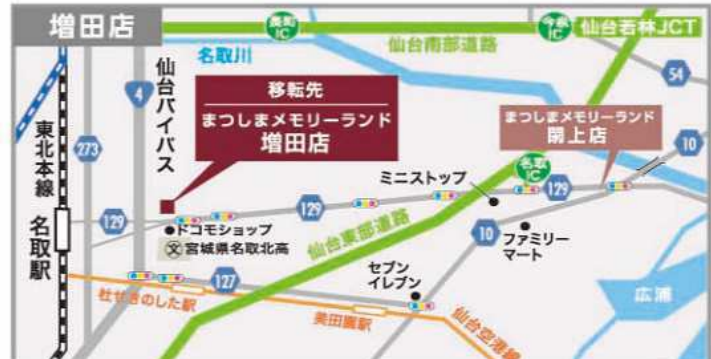 増田店
長町
IC
今泉
IC
仙台若林JCT
名取川
仙台南部道路
54
4
仙台バイパス
移転先
まつしまメモリーランド
増田店
まつしまメモリーランド
閖上店
10
273
東北本線
名取駅
ミニストップ
名取
IC
129
129
129
ドコモショップ
文
宮城県名取北高
仙台東部道路
10
ファミリー
マート
127
セブン
イレブン
杜せきのした駅
美田園駅
仙台空港線
広浦